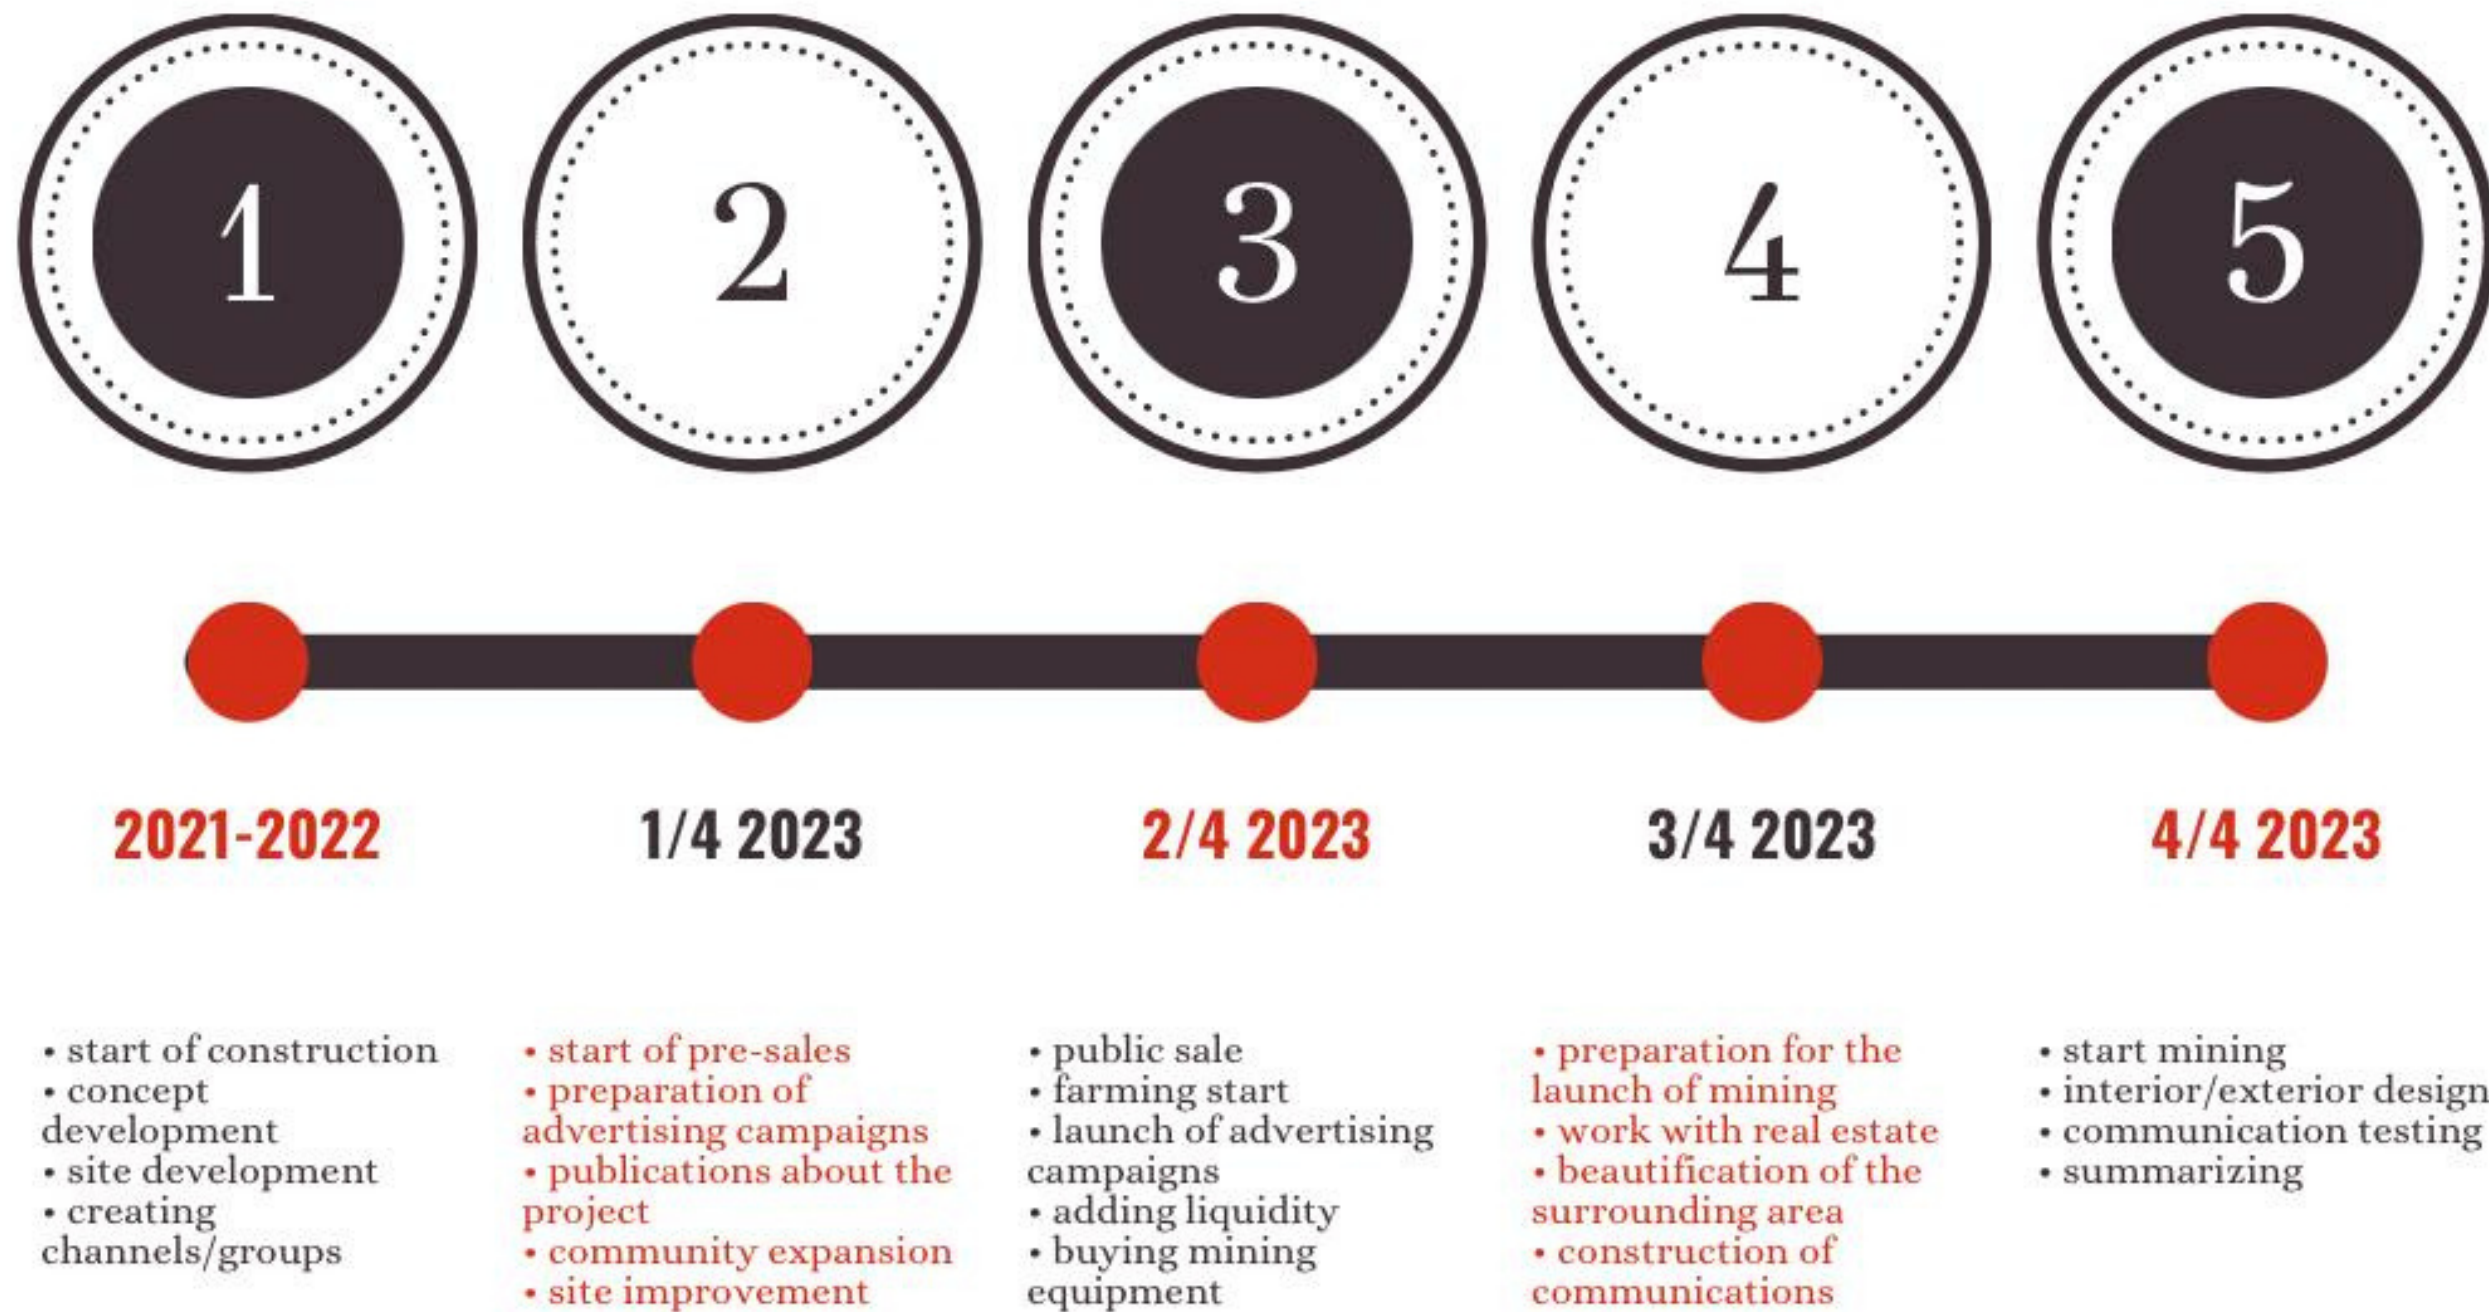 1
2
3
4
5
2021-2022
1/4 2023
2/4 2023
3/4 2023
4/4 2023
• start of construction
• concept
development
• site development
• creating
channels/groups
• start of pre-sales
• preparation of
advertising campaigns
• publications about the
project
• community expansion
• site improvement
• public sale
• farming start
• launch of advertising
campaigns
• adding liquidity
• buying mining
equipment
• preparation for the
launch of mining
• work with real estate
• beautification of the
surrounding area
• construction of
communications
• start mining
• interior/exterior design
• communication testing
• summarizing